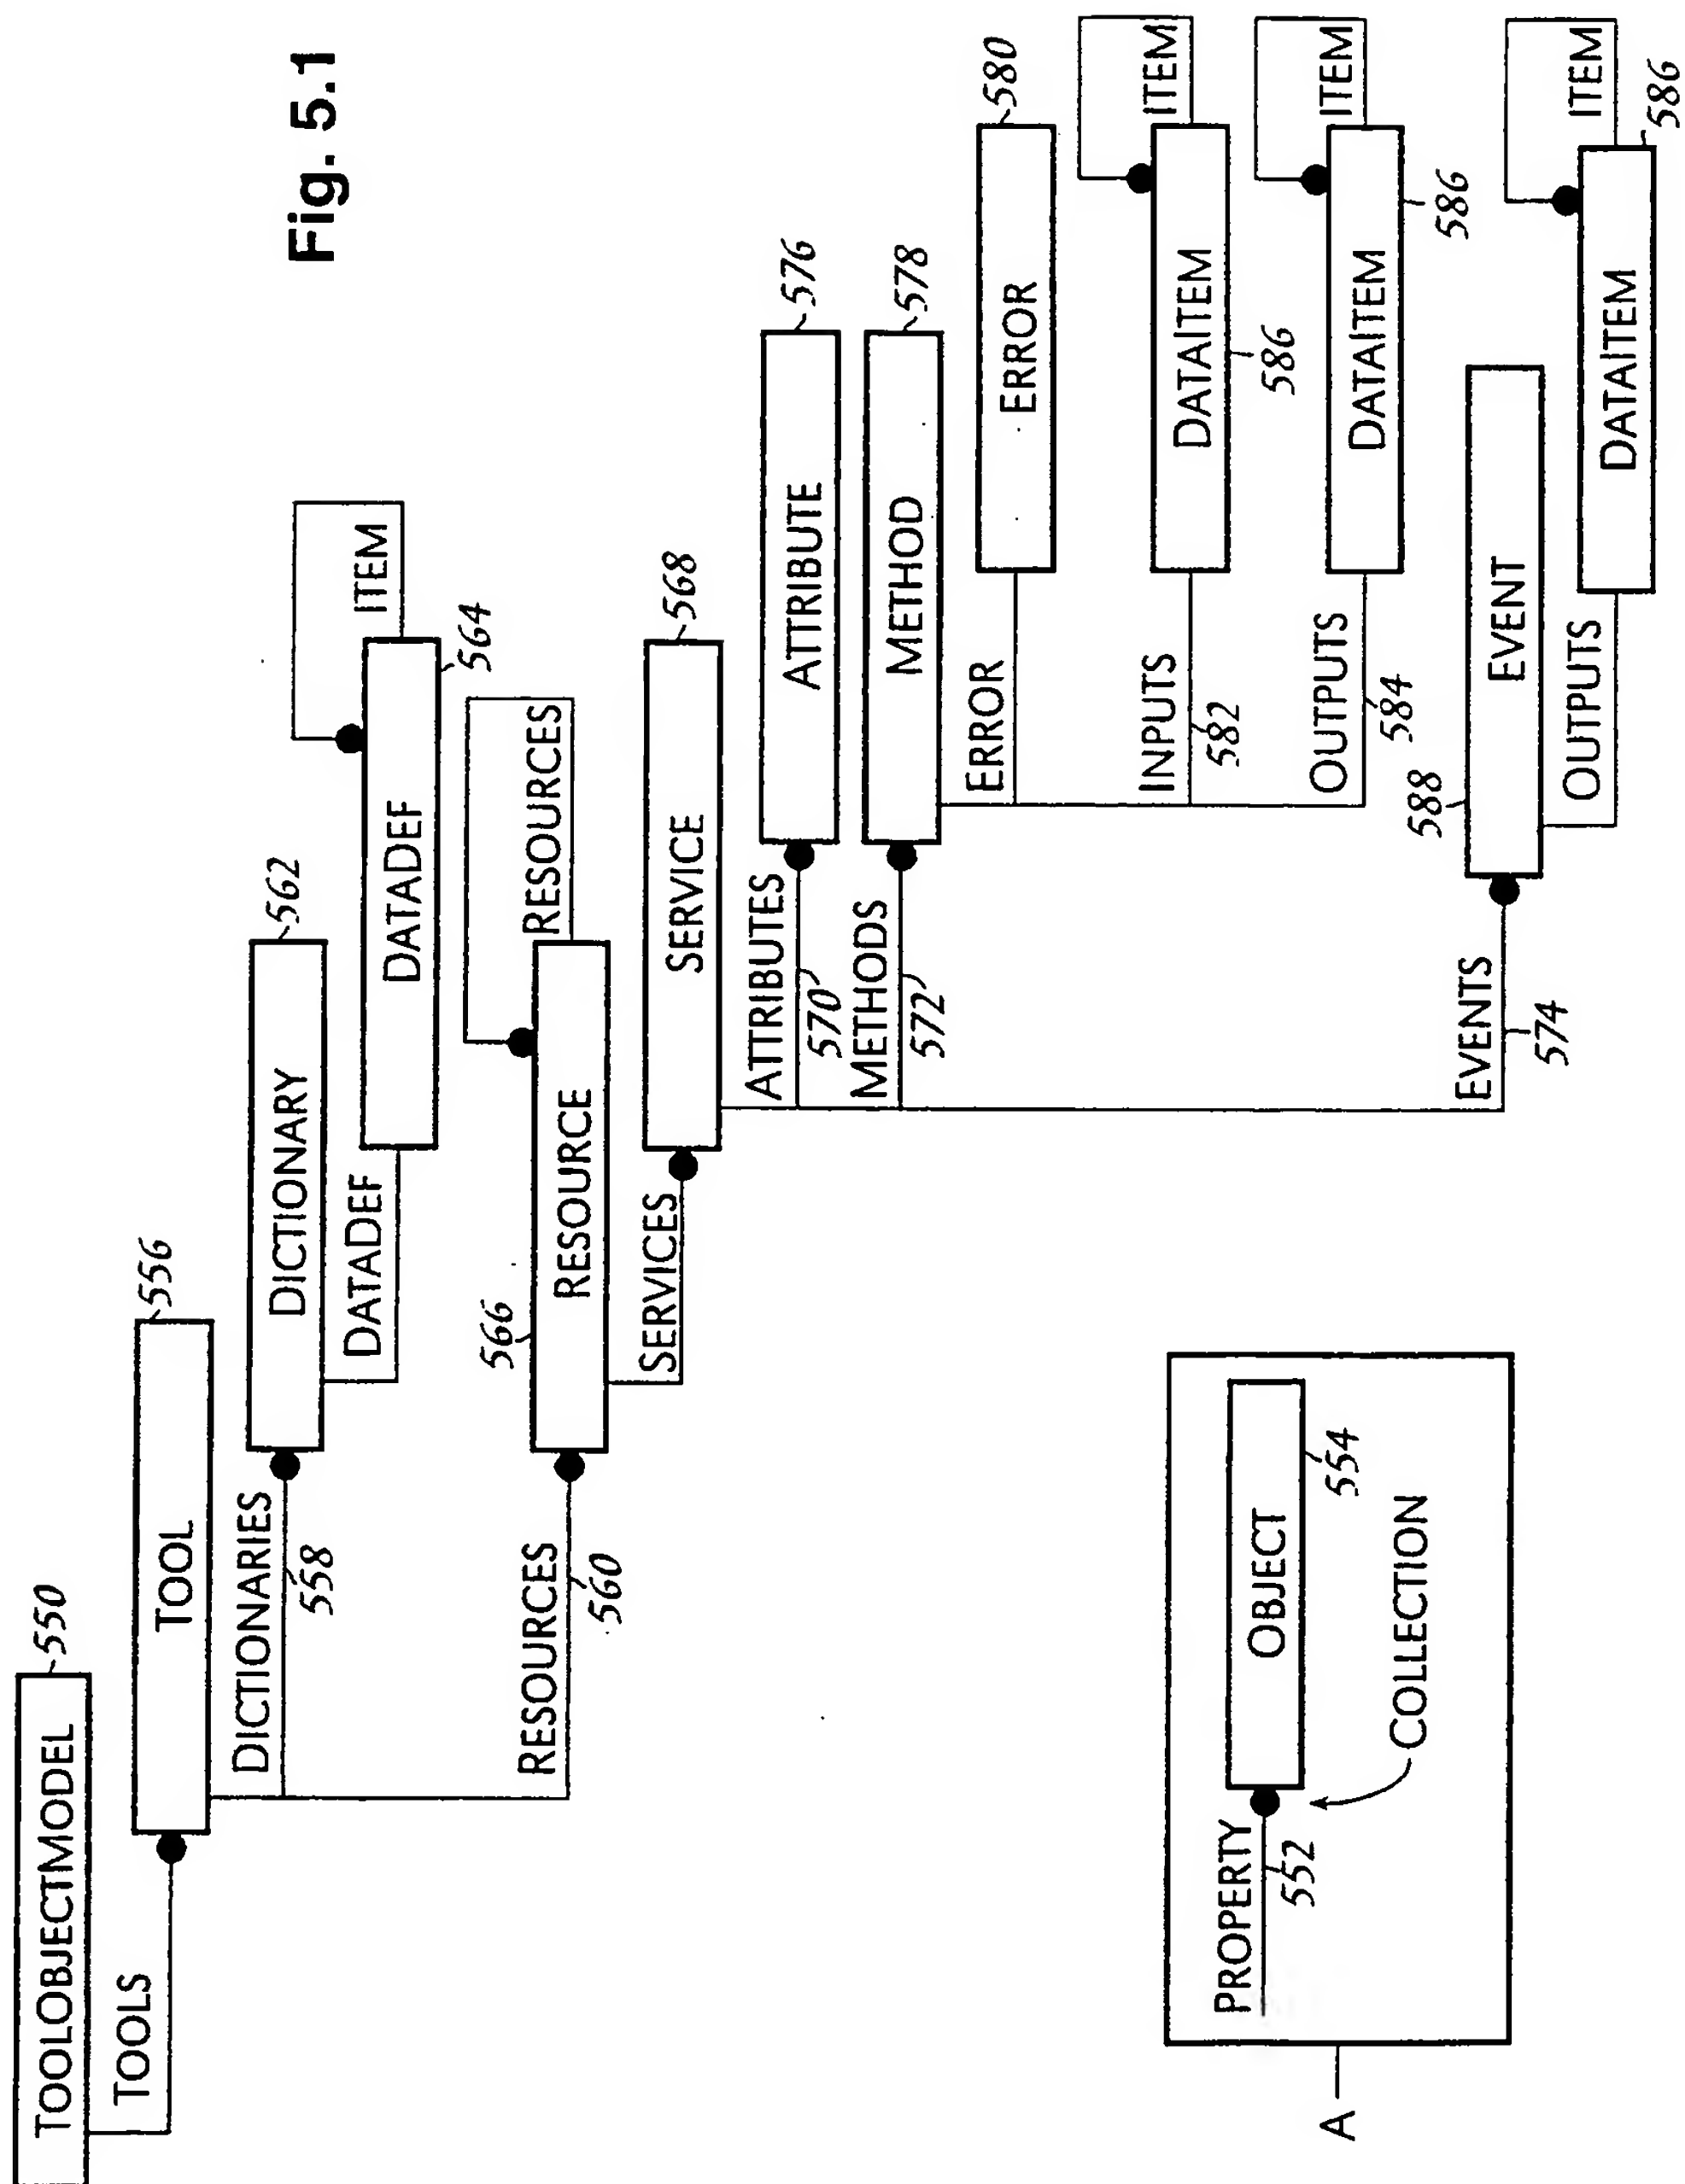 Fig. 5.1
TOOLOBJECTMODEL
550
TOOLS
TOOL
556
DICTIONARIES
558
DICTIONARY
562
DATADEF
DATADEF
564
ITEM
RESOURCES
560
RESOURCE
566
RESOURCES
SERVICES
SERVICE
568
ATTRIBUTES
570
ATTRIBUTE
576
METHODS
572
METHOD
578
ERROR
ERROR
580
INPUTS
582
DATAITEM
586
ITEM
OUTPUTS
584
DATAITEM
586
ITEM
EVENTS
574
EVENT
588
OUTPUTS
DATAITEM
586
ITEM
A
PROPERTY
552
OBJECT
554
COLLECTION